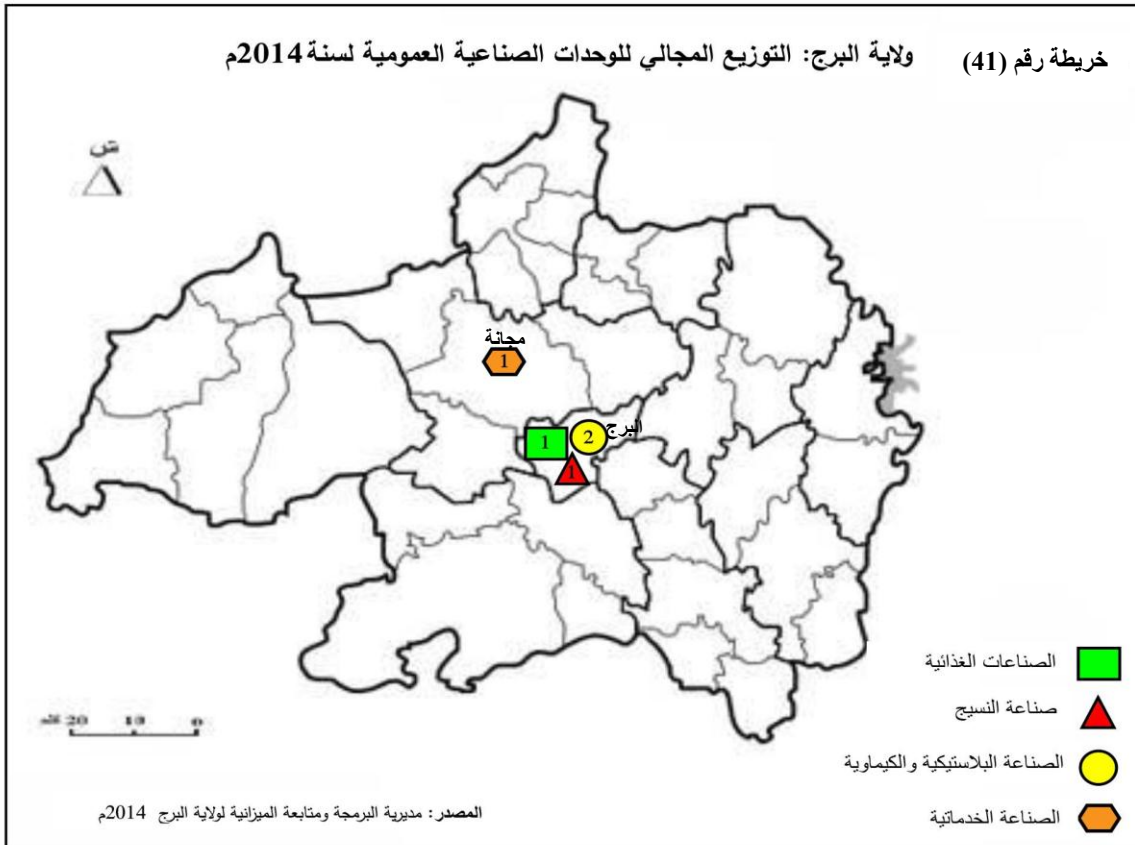 خريطة رقم (41) ولاية البرج: التوزيع المجالي للوحدات الصناعية العمومية لسنة 2014م
ش
مجانة
1
البرج
2
1
1
الصناعات الغذائية
صناعة النسيج
الصناعة البلاستيكية والكيماوية
الصناعة الخدماتية
0 10 20 كلم
المصدر: مديرية البرمجة ومتابعة الميزانية لولاية البرج 2014م